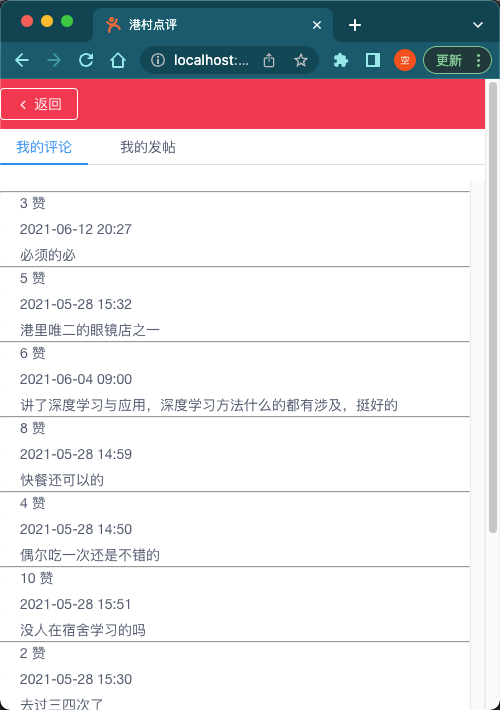 港村点评
localhost:...
空
更新
返回
我的评论 我的发帖
3 赞
2021-06-12 20:27
必须的必
5 赞
2021-05-28 15:32
港里唯二的眼镜店之一
6 赞
2021-06-04 09:00
讲了深度学习与应用，深度学习方法什么的都有涉及，挺好的
8 赞
2021-05-28 14:59
快餐还可以的
4 赞
2021-05-28 14:50
偶尔吃一次还是不错的
10 赞
2021-05-28 15:51
没人在宿舍学习的吗
2 赞
2021-05-28 15:30
去过三四次了